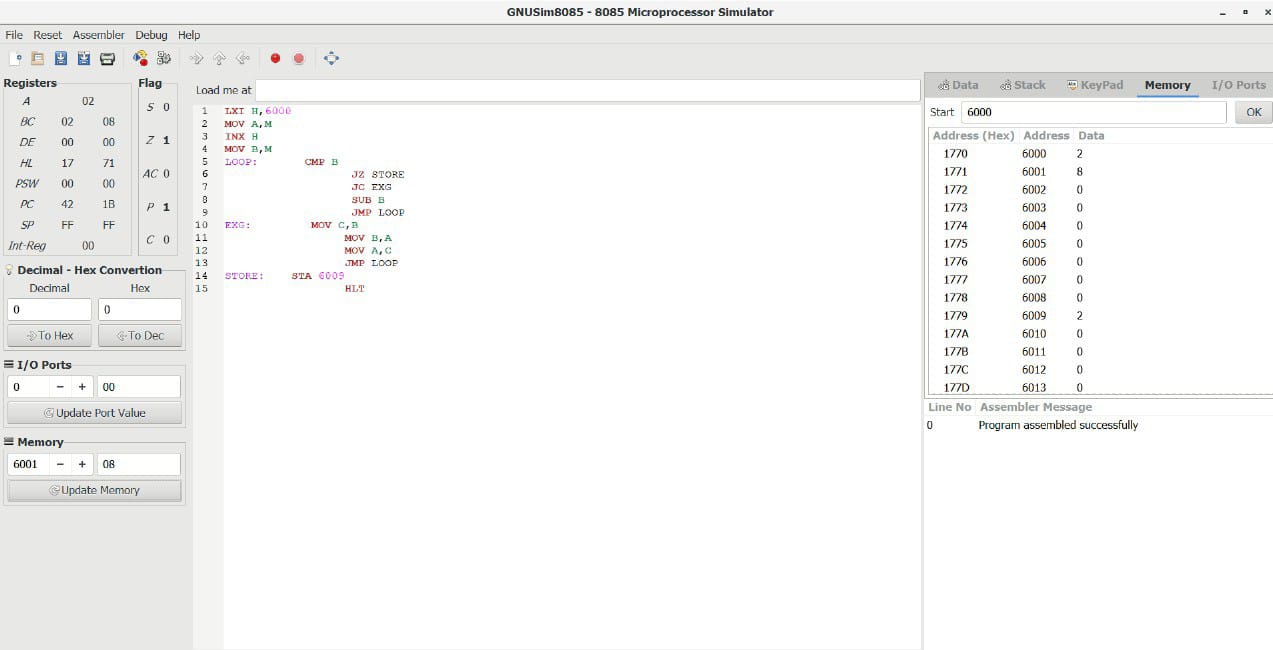 GNUSim8085 - 8085 Microprocessor Simulator
File Reset Assembler Debug Help
Registers
A 02
BC 02 08
DE 00 00
HL 17 71
PSW 00 00
PC 42 1B
SP FF FF
Int-Reg 00
Flag
S 0
Z 1
AC 0
P 1
C 0
Decimal - Hex Convertion
Decimal Hex
0 0
To Hex To Dec
I/O Ports
0 − + 00
Update Port Value
Memory
6001 − + 08
Update Memory
Load me at
1 LXI H,6000
2 MOV A,M
3 INX H
4 MOV B,M
5 LOOP: CMP B
6 JZ STORE
7 JC EXG
8 SUB B
9 JMP LOOP
10 EXG: MOV C,B
11 MOV B,A
12 MOV A,C
13 JMP LOOP
14 STORE: STA 6009
15 HLT
Data Stack KeyPad Memory I/O Ports
Start 6000 OK
Address (Hex) Address Data
1770 6000 2
1771 6001 8
1772 6002 0
1773 6003 0
1774 6004 0
1775 6005 0
1776 6006 0
1777 6007 0
1778 6008 0
1779 6009 2
177A 6010 0
177B 6011 0
177C 6012 0
177D 6013 0
Line No Assembler Message
0 Program assembled successfully